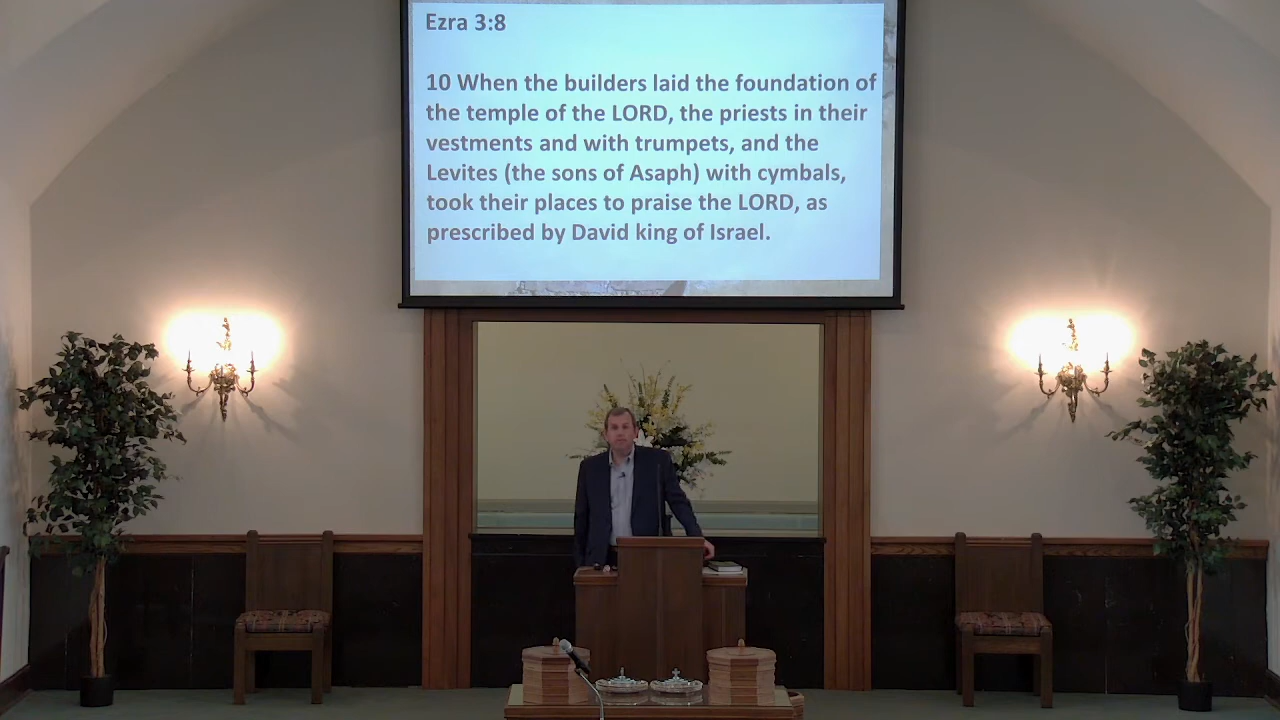 Ezra 3:8
10 When the builders laid the foundation of
the temple of the LORD, the priests in their
vestments and with trumpets, and the
Levites (the sons of Asaph) with cymbals,
took their places to praise the LORD, as
prescribed by David king of Israel.